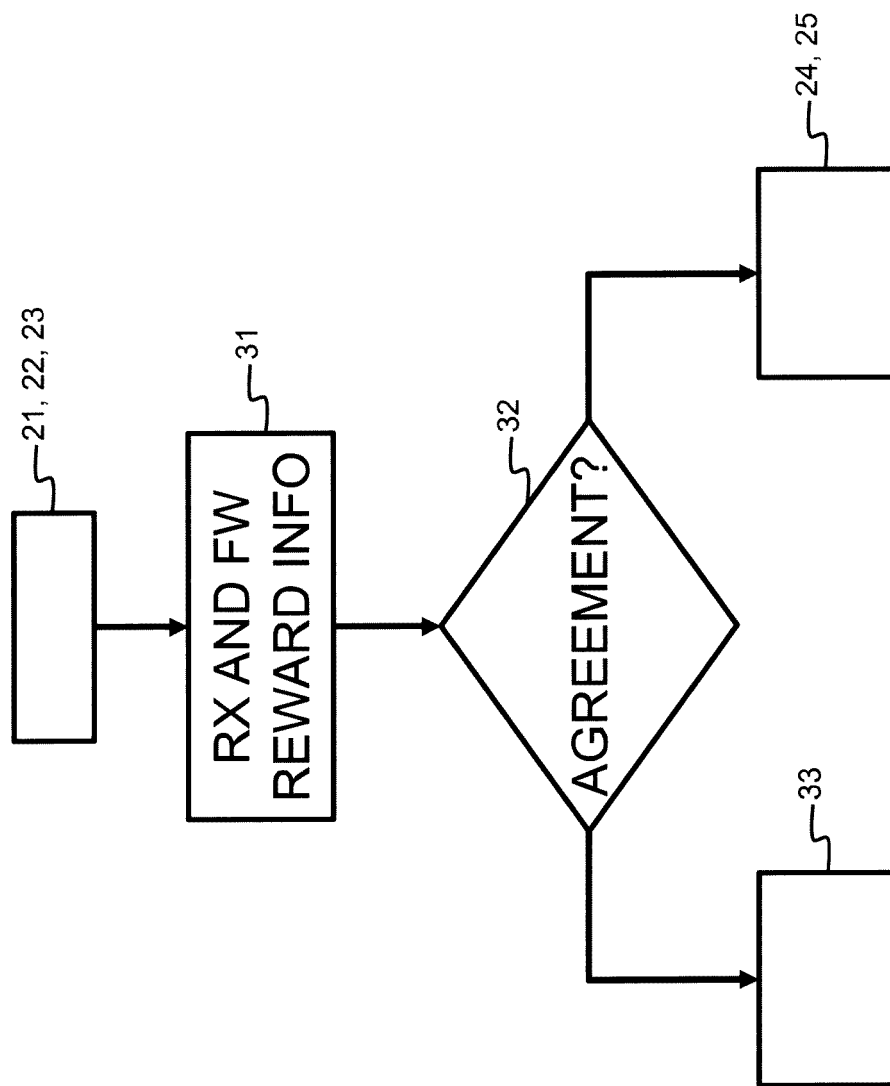 21, 22, 23
RX AND FW
REWARD INFO
31
AGREEMENT?
32
33
24, 25